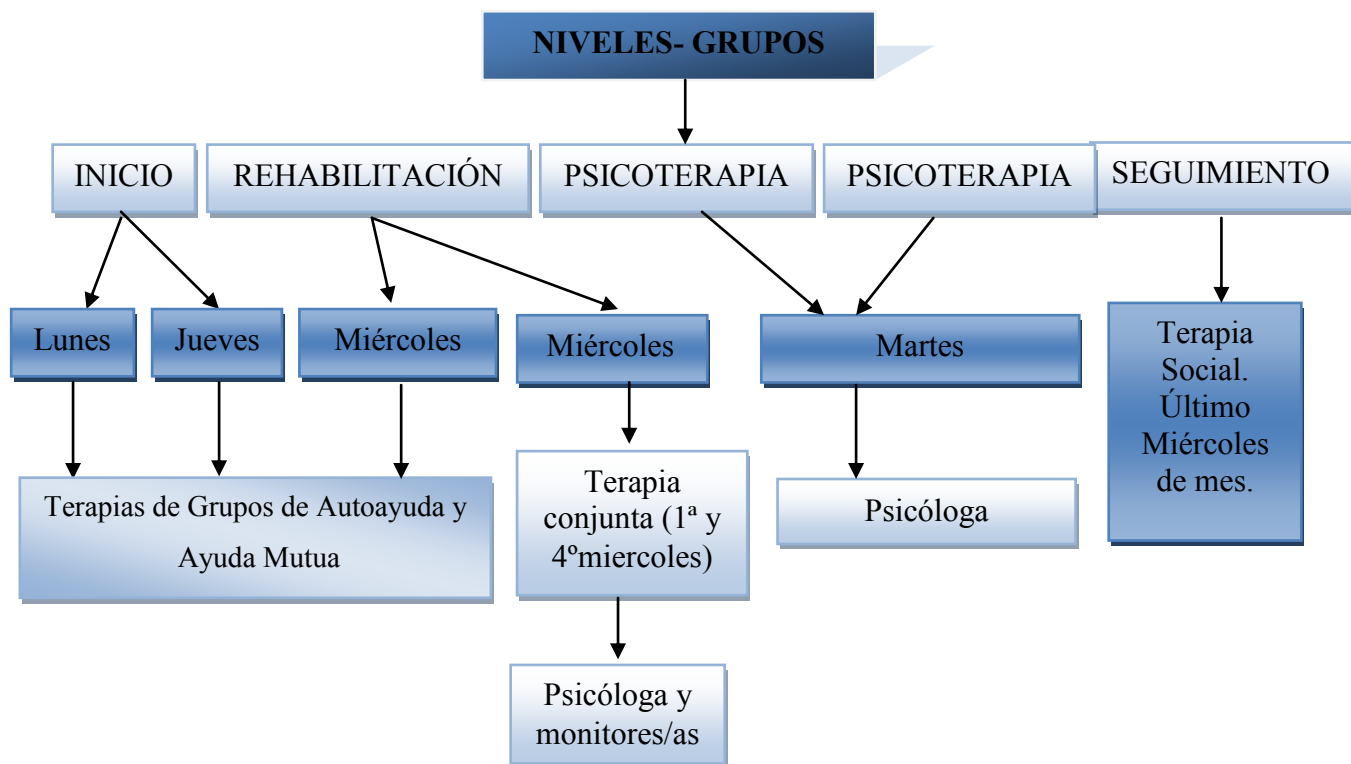 NIVELES- GRUPOS
INICIO
REHABILITACIÓN
PSICOTERAPIA
PSICOTERAPIA
SEGUIMIENTO
Lunes
Jueves
Miércoles
Miércoles
Martes
Terapia
Social.
Último
Miércoles
de mes.
Terapias de Grupos de Autoayuda y
Ayuda Mutua
Terapia
conjunta (1ª y
4ºmiercoles)
Psicóloga
Psicóloga y
monitores/as